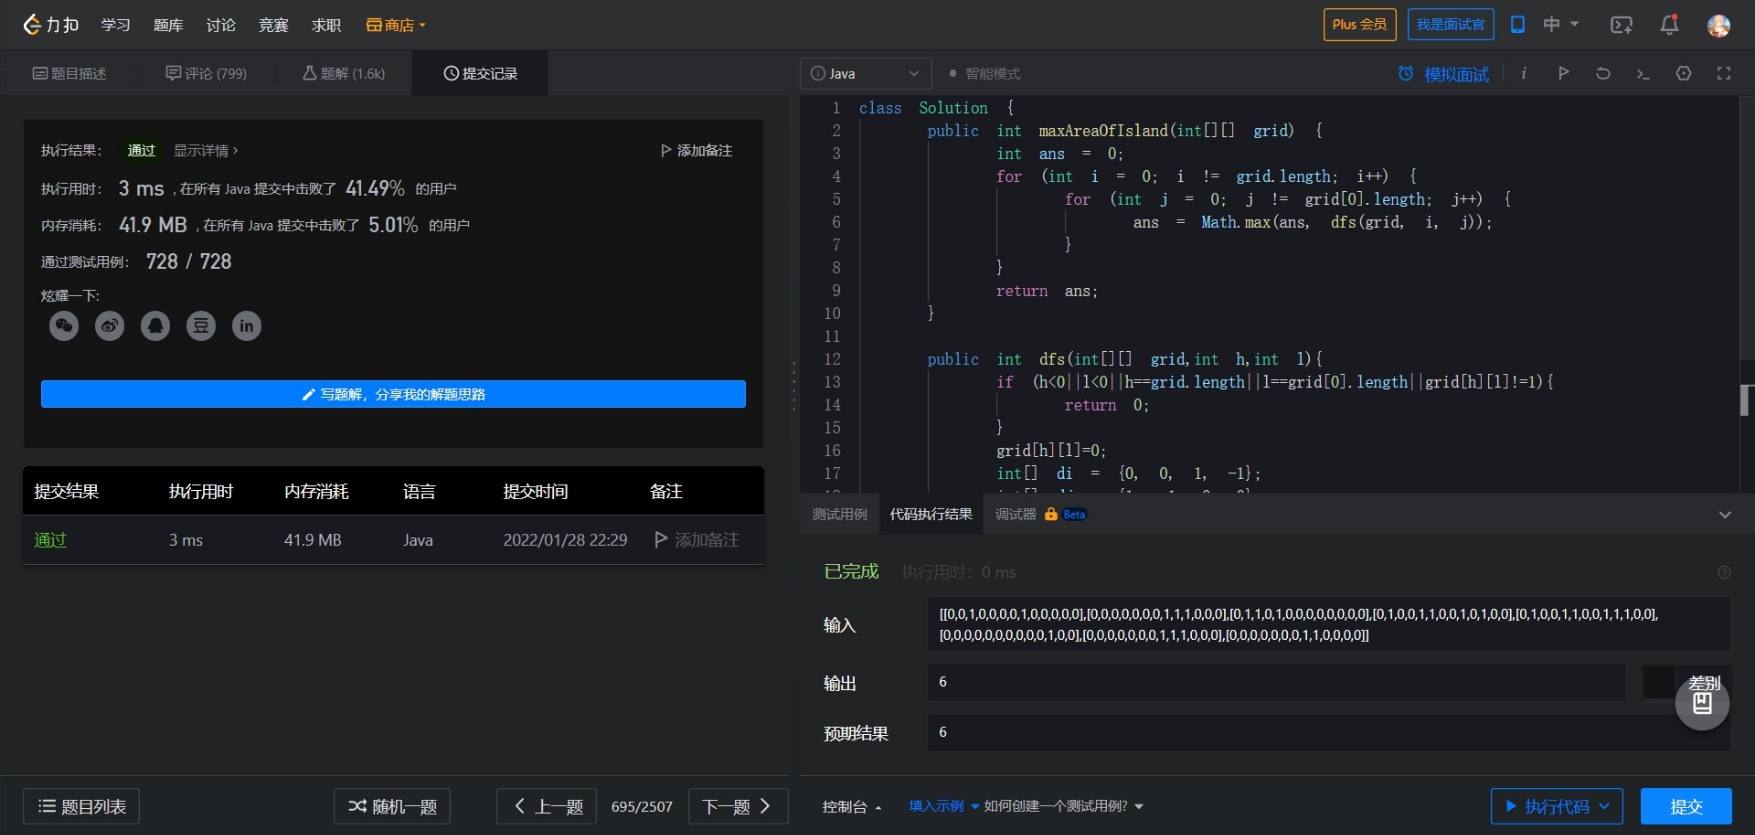 力扣 学习 题库 讨论 竞赛 求职 商店 Plus 会员 我是面试官 中
题目描述 评论 (799) 题解 (1.6k) 提交记录
执行结果： 通过 显示详情 › 添加备注
执行用时： 3 ms , 在所有 Java 提交中击败了 41.49% 的用户
内存消耗： 41.9 MB , 在所有 Java 提交中击败了 5.01% 的用户
通过测试用例： 728 / 728
炫耀一下:
豆 in
写题解，分享我的解题思路
提交结果 执行用时 内存消耗 语言 提交时间 备注
通过 3 ms 41.9 MB Java 2022/01/28 22:29 添加备注
题目列表 随机一题 上一题 695/2507 下一题
Java 智能模式 模拟面试 i
1 class Solution {
2 public int maxAreaOfIsland(int[][] grid) {
3 int ans = 0;
4 for (int i = 0; i != grid.length; i++) {
5 for (int j = 0; j != grid[0].length; j++) {
6 ans = Math.max(ans, dfs(grid, i, j));
7 }
8 }
9 return ans;
10 }
11
12 public int dfs(int[][] grid,int h,int l){
13 if (h<0||l<0||h==grid.length||l==grid[0].length||grid[h][l]!=1){
14 return 0;
15 }
16 grid[h][l]=0;
17 int[] di = {0, 0, 1, -1};
测试用例 代码执行结果 调试器 Beta
已完成 执行用时：0 ms
输入
[[0,0,1,0,0,0,0,1,0,0,0,0,0],[0,0,0,0,0,0,0,1,1,1,0,0,0],[0,1,1,0,1,0,0,0,0,0,0,0,0],[0,1,0,0,1,1,0,0,1,0,1,0,0],[0,1,0,0,1,1,0,0,1,1,1,0,0],
[0,0,0,0,0,0,0,0,0,0,1,0,0],[0,0,0,0,0,0,0,1,1,1,0,0,0],[0,0,0,0,0,0,0,1,1,0,0,0,0]]
输出 6 差别
预期结果 6
控制台 填入示例 如何创建一个测试用例? 执行代码 提交